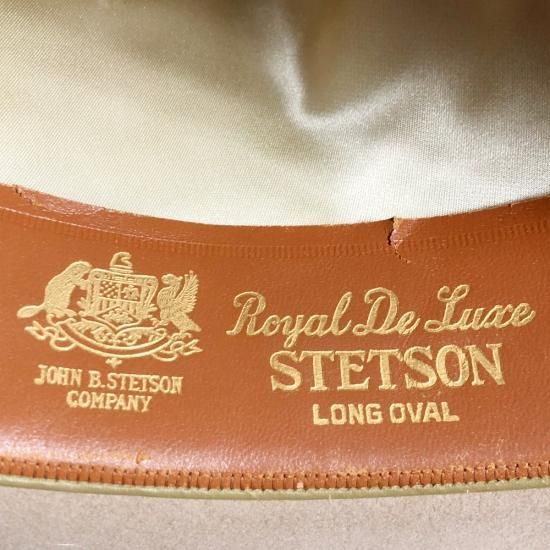 JOHN B. STETSON
COMPANY
Royal De Luxe
STETSON
LONG OVAL